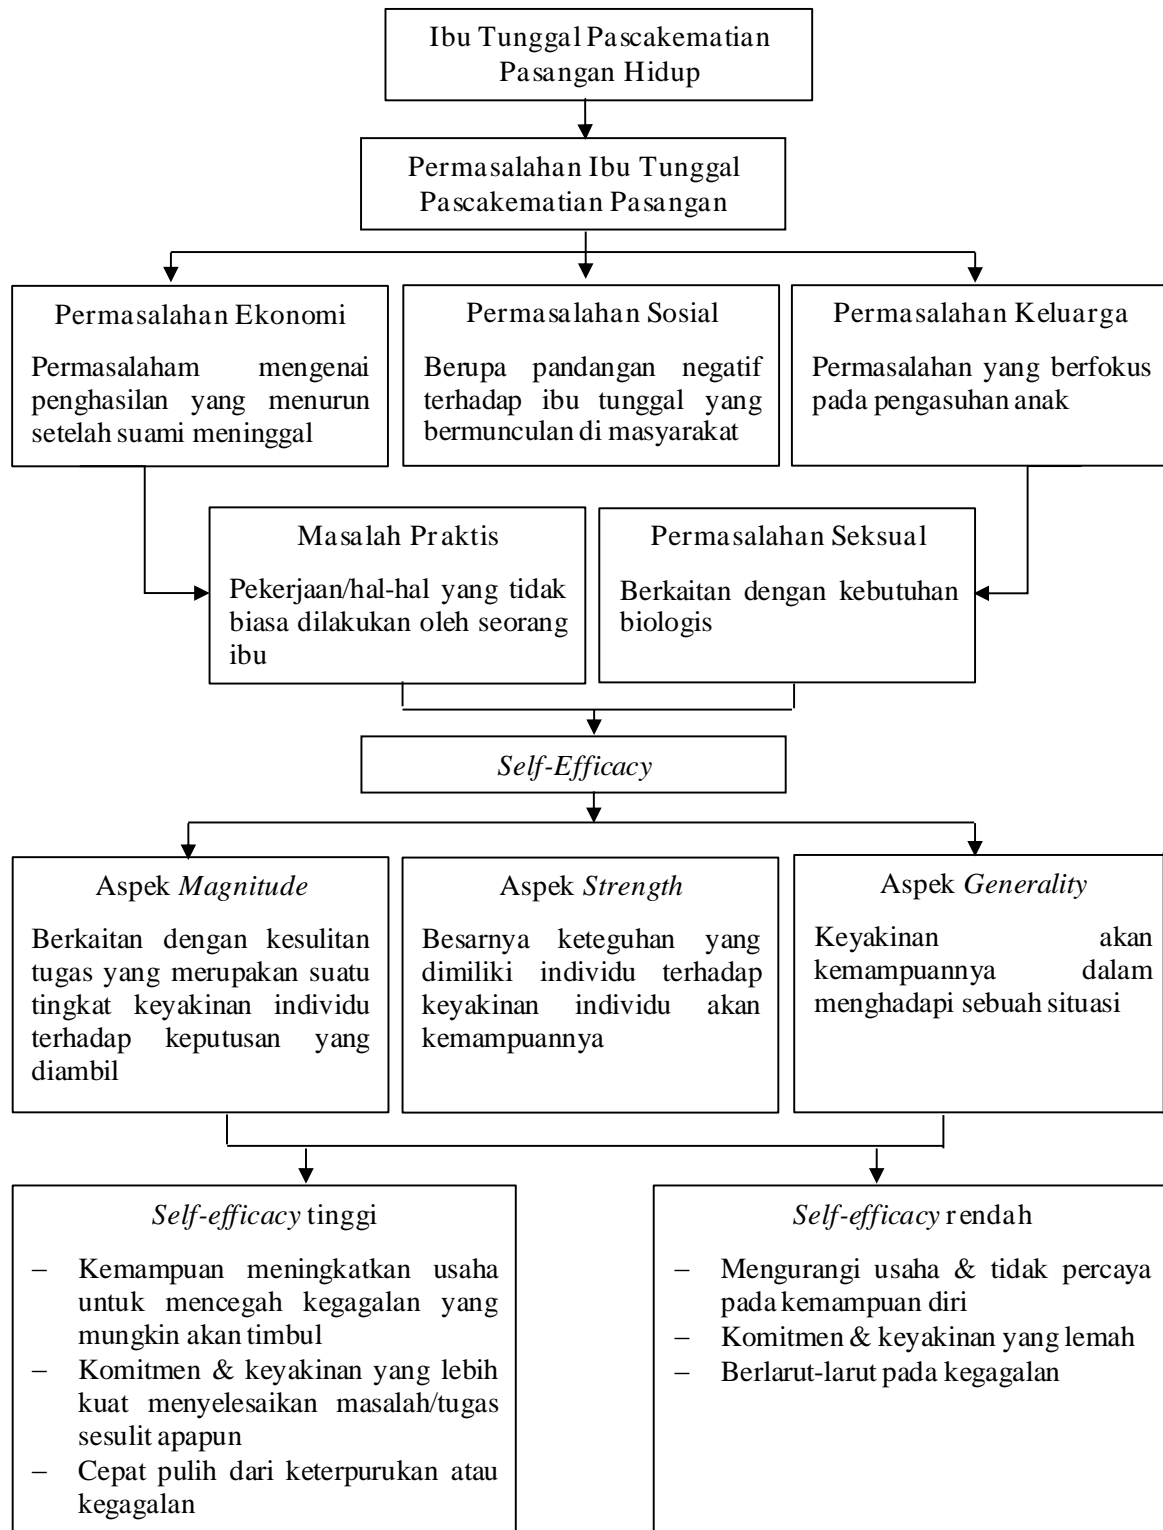 Ibu Tunggal Pascakematian
Pasangan Hidup
Permasalahan Ibu Tunggal
Pascakematian Pasangan
Permasalahan Ekonomi
Permasalaham mengenai
penghasilan yang menurun
setelah suami meninggal
Permasalahan Sosial
Berupa pandangan negatif
terhadap ibu tunggal yang
bermunculan di masyarakat
Permasalahan Keluarga
Permasalahan yang berfokus
pada pengasuhan anak
Masalah Praktis
Pekerjaan/hal-hal yang tidak
biasa dilakukan oleh seorang
ibu
Permasalahan Seksual
Berkaitan dengan kebutuhan
biologis
Self-Efficacy
Aspek Magnitude
Berkaitan dengan kesulitan
tugas yang merupakan suatu
tingkat keyakinan individu
terhadap keputusan yang
diambil
Aspek Strength
Besarnya keteguhan yang
dimiliki individu terhadap
keyakinan individu akan
kemampuannya
Aspek Generality
Keyakinan akan
kemampuannya dalam
menghadapi sebuah situasi
Self-efficacy tinggi
– Kemampuan meningkatkan usaha
untuk mencegah kegagalan yang
mungkin akan timbul
– Komitmen & keyakinan yang lebih
kuat menyelesaikan masalah/tugas
sesulit apapun
– Cepat pulih dari keterpurukan atau
kegagalan
Self-efficacy rendah
– Mengurangi usaha & tidak percaya
pada kemampuan diri
– Komitmen & keyakinan yang lemah
– Berlarut-larut pada kegagalan